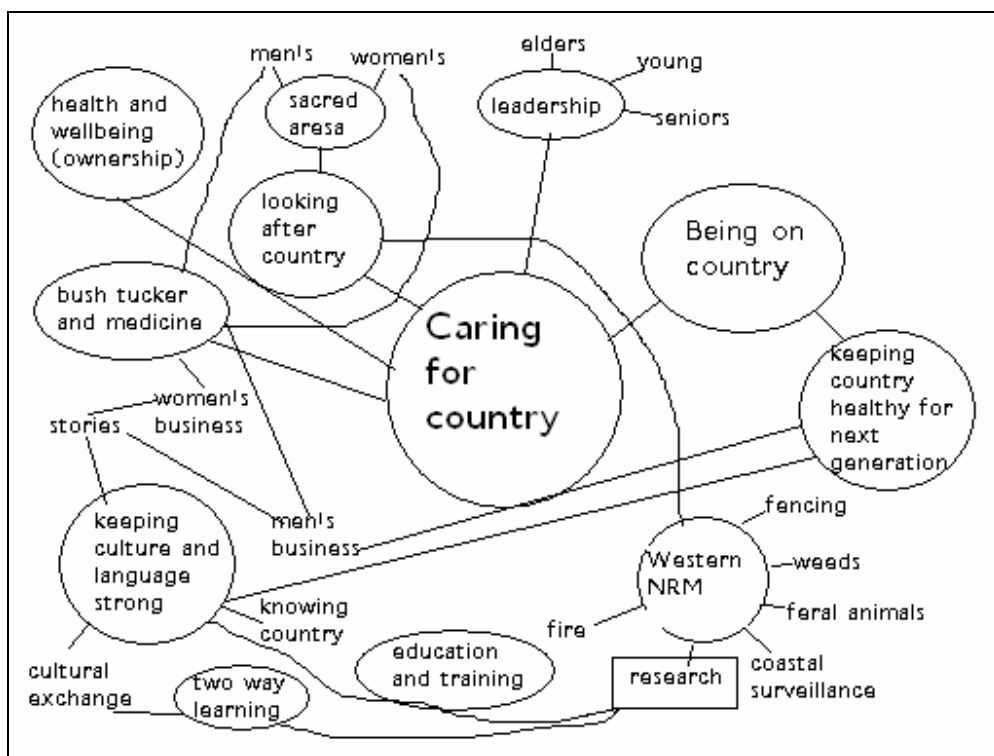 men's
women's
sacred
aresa
elders
young
leadership
seniors
health and
wellbeing
(ownership)
looking
after
country
Being on
country
bush tucker
and medicine
Caring
for
country
keeping
country
healthy for
next
generation
women's
business
stories
men's
business
keeping
culture and
language
strong
knowing
country
fencing
Western
NRM
weeds
feral animals
fire
coastal
surveillance
research
education
and training
cultural
exchange
two way
learning